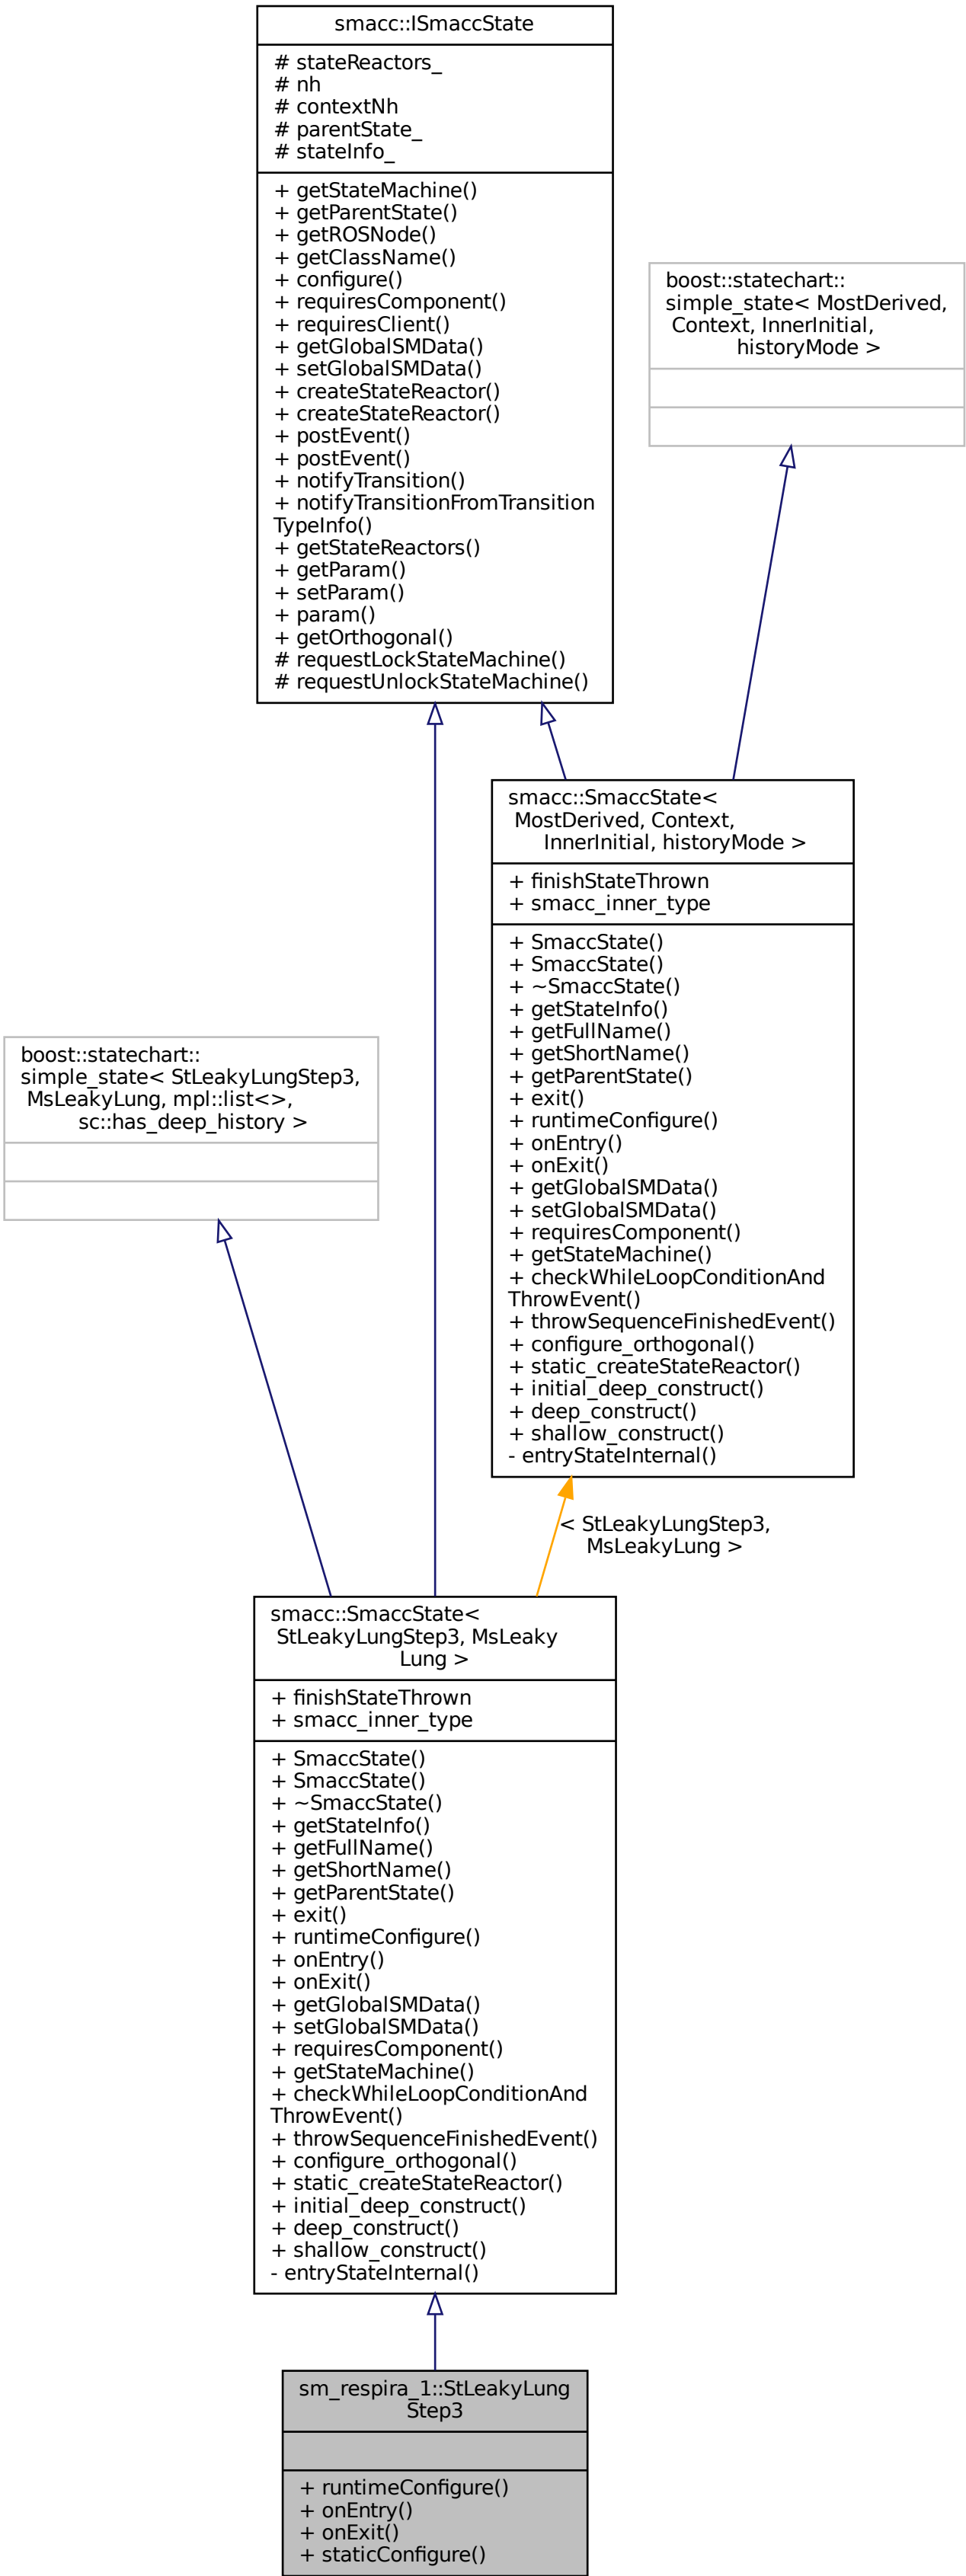 smacc::ISmaccState
# stateReactors_
# nh
# contextNh
# parentState_
# stateInfo_
+ getStateMachine()
+ getParentState()
+ getROSNode()
+ getClassName()
+ configure()
+ requiresComponent()
+ requiresClient()
+ getGlobalSMData()
+ setGlobalSMData()
+ createStateReactor()
+ createStateReactor()
+ postEvent()
+ postEvent()
+ notifyTransition()
+ notifyTransitionFromTransition
TypeInfo()
+ getStateReactors()
+ getParam()
+ setParam()
+ param()
+ getOrthogonal()
# requestLockStateMachine()
# requestUnlockStateMachine()
boost::statechart::
simple_state< MostDerived,
Context, InnerInitial,
historyMode >
smacc::SmaccState<
MostDerived, Context,
InnerInitial, historyMode >
+ finishStateThrown
+ smacc_inner_type
+ SmaccState()
+ SmaccState()
+ ~SmaccState()
+ getStateInfo()
+ getFullName()
+ getShortName()
+ getParentState()
+ exit()
+ runtimeConfigure()
+ onEntry()
+ onExit()
+ getGlobalSMData()
+ setGlobalSMData()
+ requiresComponent()
+ getStateMachine()
+ checkWhileLoopConditionAnd
ThrowEvent()
+ throwSequenceFinishedEvent()
+ configure_orthogonal()
+ static_createStateReactor()
+ initial_deep_construct()
+ deep_construct()
+ shallow_construct()
- entryStateInternal()
boost::statechart::
simple_state< StLeakyLungStep3,
MsLeakyLung, mpl::list<>,
sc::has_deep_history >
< StLeakyLungStep3,
MsLeakyLung >
smacc::SmaccState<
StLeakyLungStep3, MsLeaky
Lung >
+ finishStateThrown
+ smacc_inner_type
+ SmaccState()
+ SmaccState()
+ ~SmaccState()
+ getStateInfo()
+ getFullName()
+ getShortName()
+ getParentState()
+ exit()
+ runtimeConfigure()
+ onEntry()
+ onExit()
+ getGlobalSMData()
+ setGlobalSMData()
+ requiresComponent()
+ getStateMachine()
+ checkWhileLoopConditionAnd
ThrowEvent()
+ throwSequenceFinishedEvent()
+ configure_orthogonal()
+ static_createStateReactor()
+ initial_deep_construct()
+ deep_construct()
+ shallow_construct()
- entryStateInternal()
sm_respira_1::StLeakyLung
Step3
+ runtimeConfigure()
+ onEntry()
+ onExit()
+ staticConfigure()